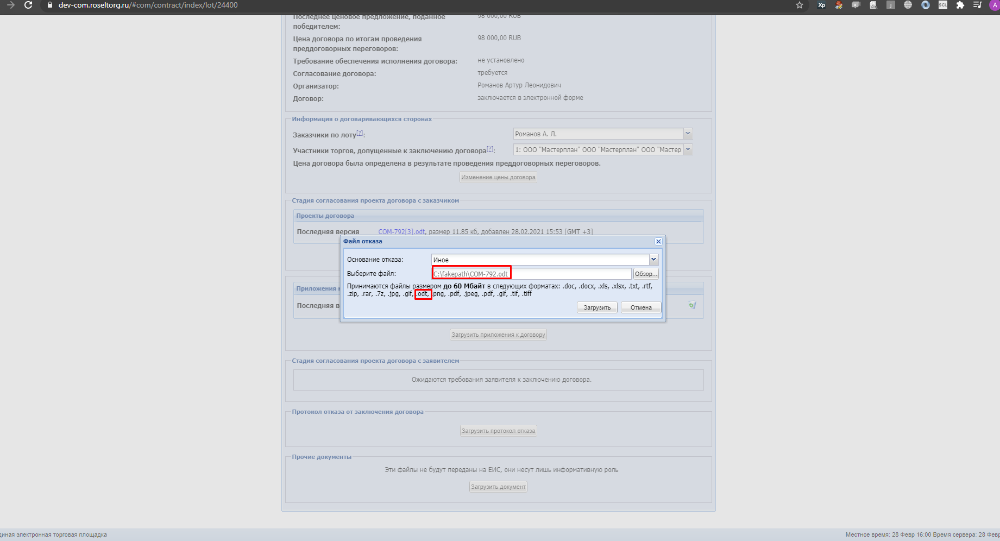 dev-com.roseltorg.ru/#com/contract/index/lot/24400
Xp
SCL
A
Последнее ценовое предложение, поданное победителем:
98 000,00 RUB
Цена договора по итогам проведения преддоговорных переговоров:
98 000,00 RUB
Требование обеспечения исполнения договора:
не установлено
Согласование договора:
требуется
Организатор:
Романов Артур Леонидович
Договор:
заключается в электронной форме
Информация о договаривающихся сторонах
Заказчики по лоту[?]:
Романов А. Л.
Участники торгов, допущенные к заключению договора[?]:
1: ООО "Мастерплан" ООО "Мастерплан" ООО "Мастер
Цена договора была определена в результате проведения преддоговорных переговоров.
Изменение цены договора
Стадия согласования проекта договора с заказчиком
Проекты договора
Последняя версия
COM-792[3].odt, размер 11.85 кб, добавлен 28.02.2021 15:53 [GMT +3]
Файл отказа
Основание отказа:
Иное
Выберите файл:
C:\fakepath\COM-792.odt
Обзор...
Принимаются файлы размером до 60 Мбайт в следующих форматах: .doc, .docx, .xls, .xlsx, .txt, .rtf,
.zip, .rar, .7z, .jpg, .gif, .odt, .png, .pdf, .jpeg, .pdf, .gif, .tif, .tiff
Загрузить
Отмена
Приложения
Последняя в
Загрузить приложения к договору
Стадия согласования проекта договора с заявителем
Ожидаются требования заявителя к заключению договора.
Протокол отказа от заключения договора
Загрузить протокол отказа
Прочие документы
Эти файлы не будут переданы на ЕИС, они несут лишь информативную роль
Загрузить документ
диная электронная торговая площадка
Местное время: 28 Февр 16:00 Время сервера: 28 Февр